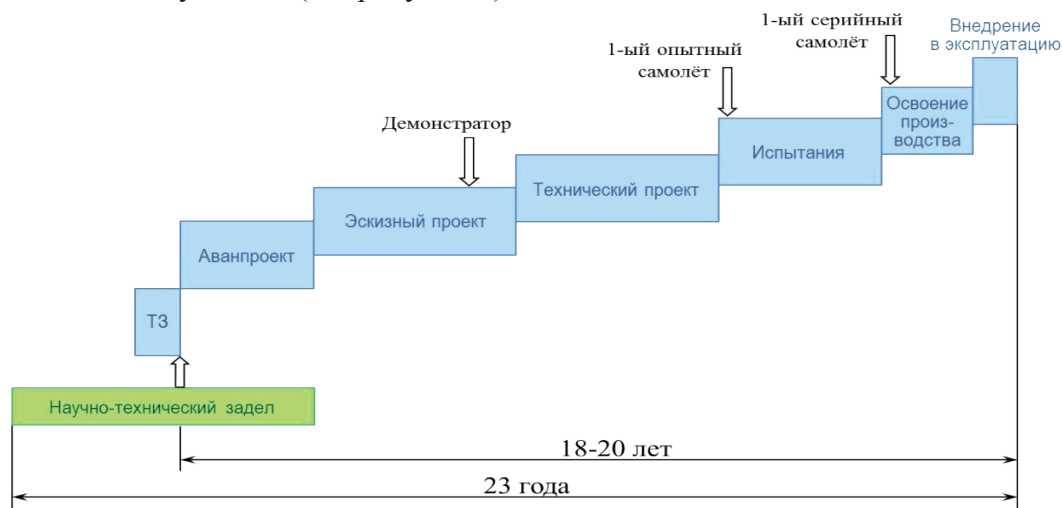 1-ый серийный
самолёт
Внедрение
в эксплуатацию
1-ый опытный
самолёт
Демонстратор
Освоение
произ-
водства
Испытания
Технический проект
Эскизный проект
Аванпроект
ТЗ
Научно-технический задел
18-20 лет
23 года